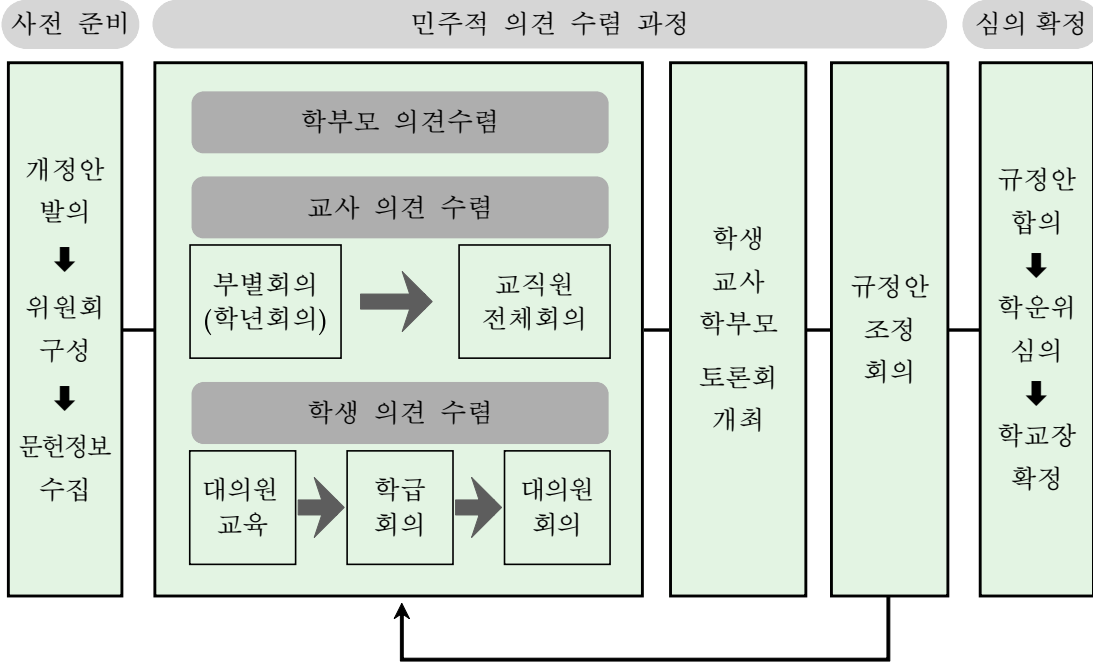 사전 준비
민주적 의견 수렴 과정
심의 확정
개정안
발의
위원회
구성
문헌정보
수집
학부모 의견수렴
교사 의견 수렴
부별회의
(학년회의)
교직원
전체회의
학생 의견 수렴
대의원
교육
학급
회의
대의원
회의
학생
교사
학부모
토론회
개최
규정안
조정
회의
규정안
합의
학운위
심의
학교장
확정